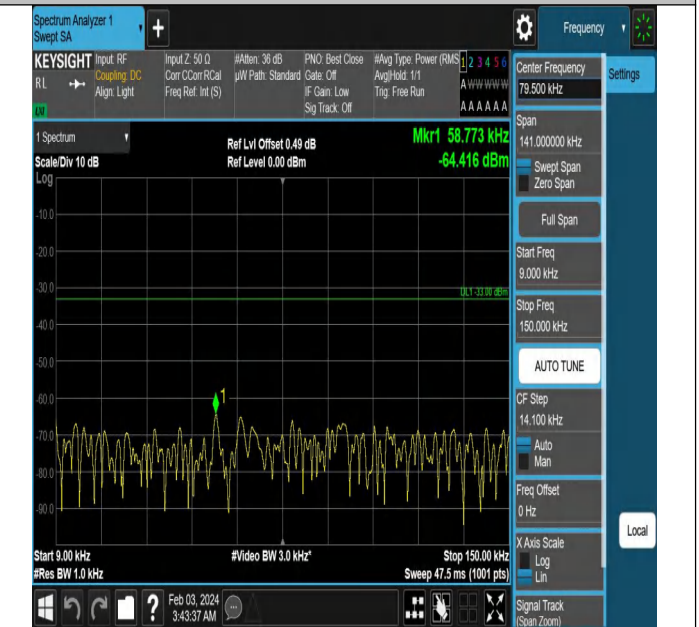 Spectrum Analyzer 1
Swept SA
+
Frequency
KEYSIGHT
RL
LXI
Input: RF
Coupling: DC
Align: Light
Input Z: 50 Ω
Corr CCorr RCal
Freq Ref: Int (S)
#Atten: 36 dB
µW Path: Standard
PNO: Best Close
Gate: Off
IF Gain: Low
Sig Track: Off
#Avg Type: Power (RMS
Avg|Hold: 1/1
Trig: Free Run
1 2 3 4 5 6
A W W W W W
A A A A A A
1 Spectrum
Scale/Div 10 dB
Log
Ref Lvl Offset 0.49 dB
Ref Level 0.00 dBm
Mkr1 58.773 kHz
-64.416 dBm
-10.0
-20.0
-30.0
DL1 -33.00 dBm
-40.0
-50.0
-60.0
1
-70.0
-80.0
-90.0
Start 9.00 kHz
#Res BW 1.0 kHz
#Video BW 3.0 kHz*
Stop 150.00 kHz
Sweep 47.5 ms (1001 pts)
?
Feb 03, 2024
3:43:37 AM
Center Frequency
79.500 kHz
Settings
Span
141.000000 kHz
Swept Span
Zero Span
Full Span
Start Freq
9.000 kHz
Stop Freq
150.000 kHz
AUTO TUNE
CF Step
14.100 kHz
Auto
Man
Freq Offset
0 Hz
X Axis Scale
Log
Lin
Local
Signal Track
(Span Zoom)